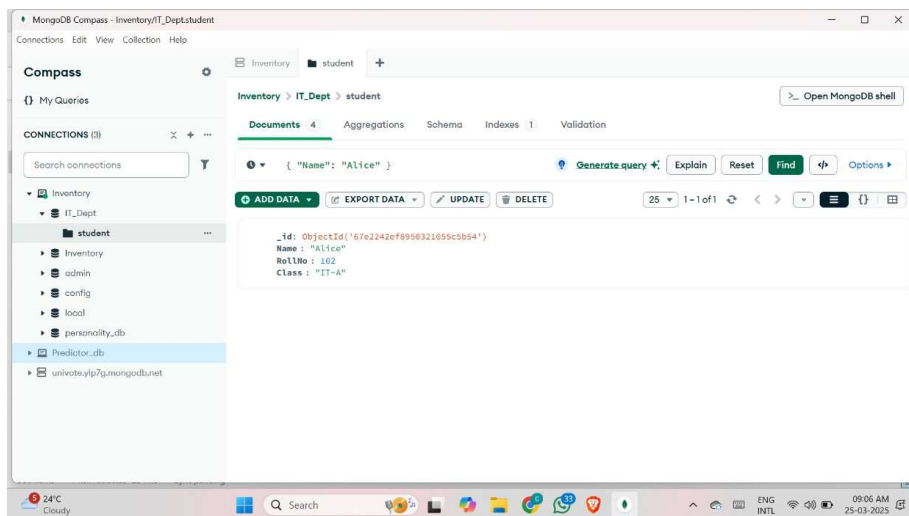 MongoDB Compass - Inventory/IT_Dept.student
Connections Edit View Collection Help
Compass
{} My Queries
CONNECTIONS (3)
Search connections
Inventory
IT_Dept
student
Inventory
admin
config
local
personality_db
Predictor_db
univote.ylp7g.mongodb.net
Inventory student
Inventory > IT_Dept > student
>_ Open MongoDB shell
Documents 4 Aggregations Schema Indexes 1 Validation
{ "Name": "Alice" }
Generate query Explain Reset Find </> Options
ADD DATA EXPORT DATA UPDATE DELETE
25 1-1 of 1
{}
_id: ObjectId('67e2242ef8950321055c5b54')
Name : "Alice"
RollNo : 102
Class : "IT-A"
5
24°C
Cloudy
Search
33
ENG
INTL
09:06 AM
25-03-2025